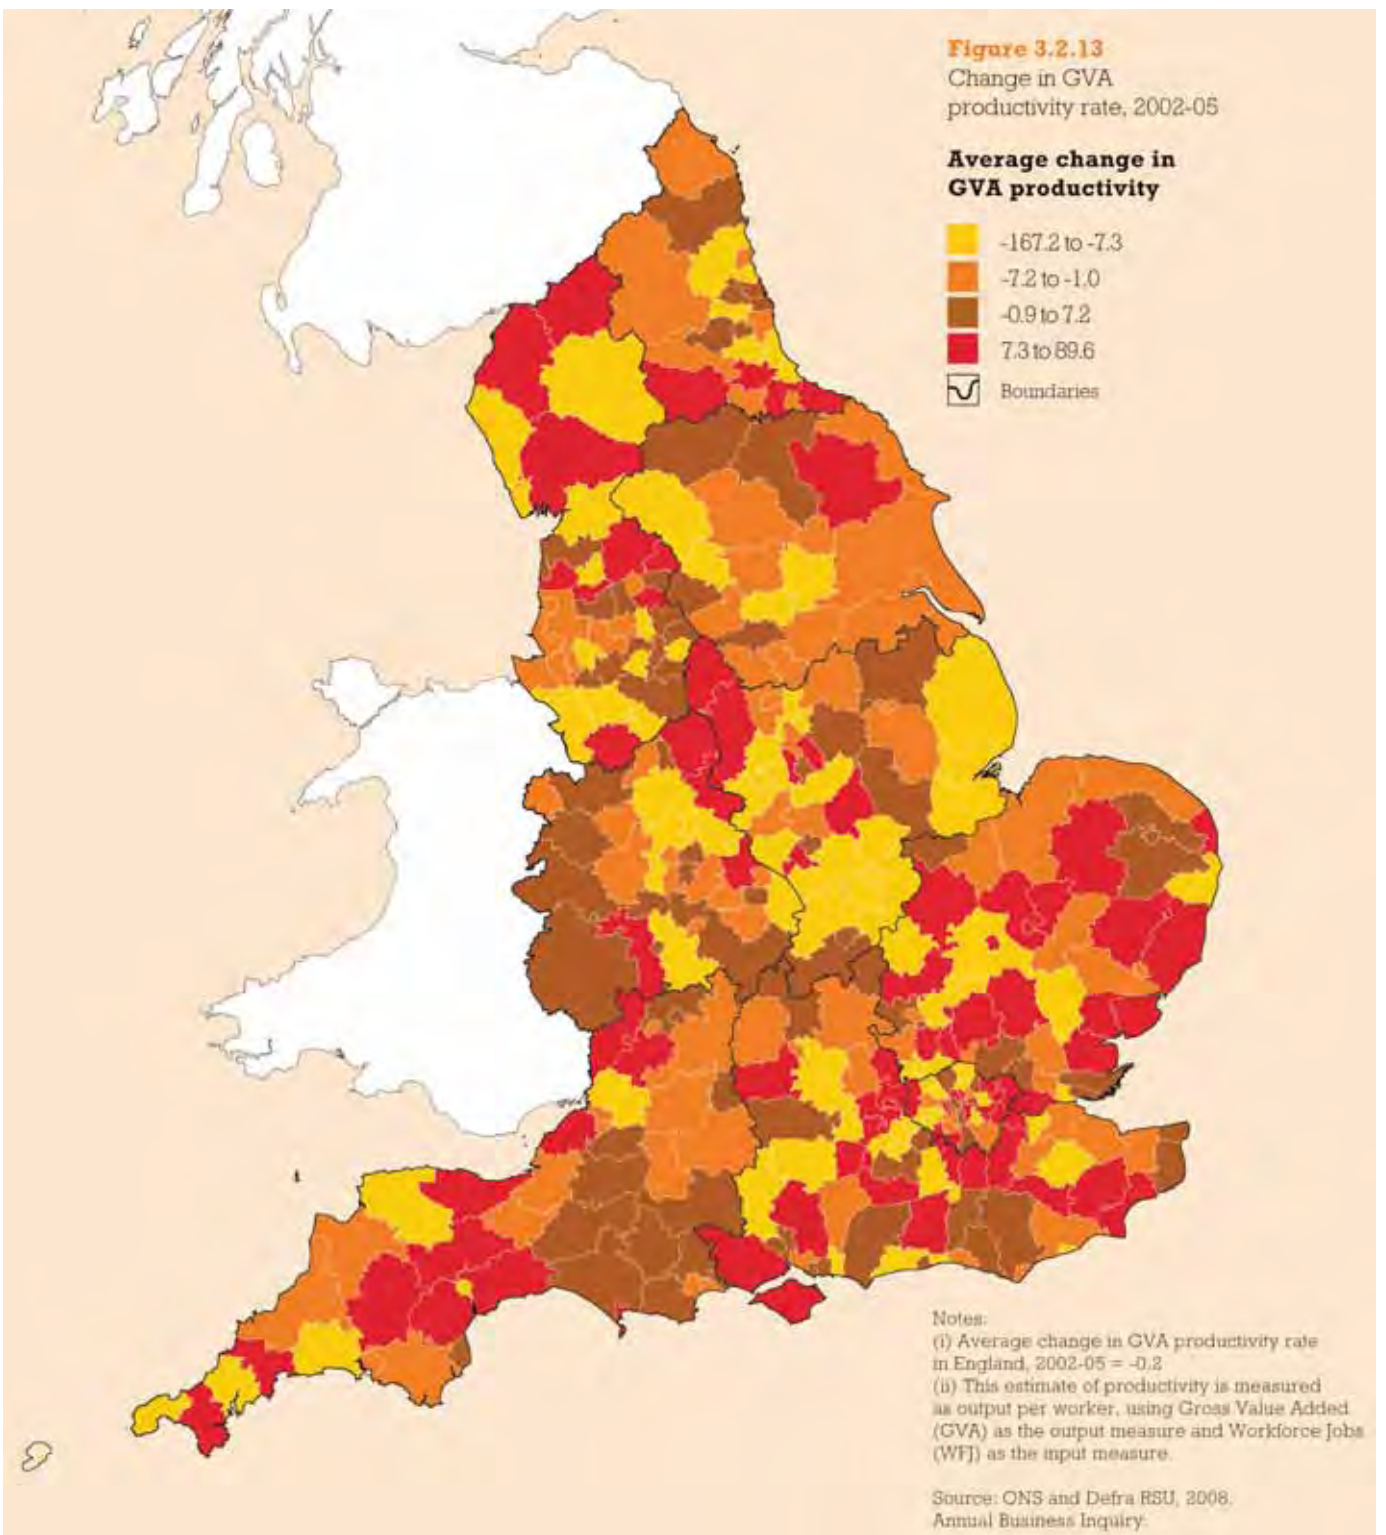 Figure 3.2.13
Change in GVA
productivity rate, 2002-05
Average change in
GVA productivity
-167.2 to -7.3
-7.2 to -1.0
-0.9 to 7.2
7.3 to 89.6
Boundaries
Notes:
(i) Average change in GVA productivity rate
in England, 2002-05 = -0.2
(ii) This estimate of productivity is measured
as output per worker, using Gross Value Added
(GVA) as the output measure and Workforce Jobs
(WFJ) as the input measure.
Source: ONS and Defra RSU, 2008.
Annual Business Inquiry.